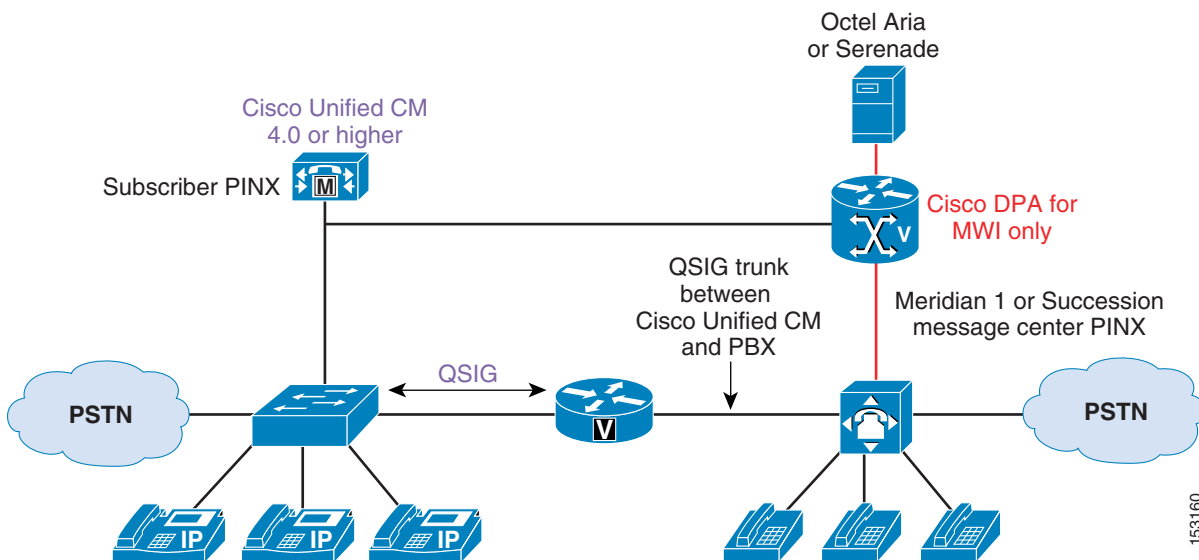 Octel Aria
or Serenade
Cisco Unified CM
4.0 or higher
Subscriber PINX
M
V
Cisco DPA for
MWI only
QSIG trunk
between
Cisco Unified CM
and PBX
Meridian 1 or Succession
message center PINX
QSIG
PSTN
V
PSTN
IP
IP
IP
153160